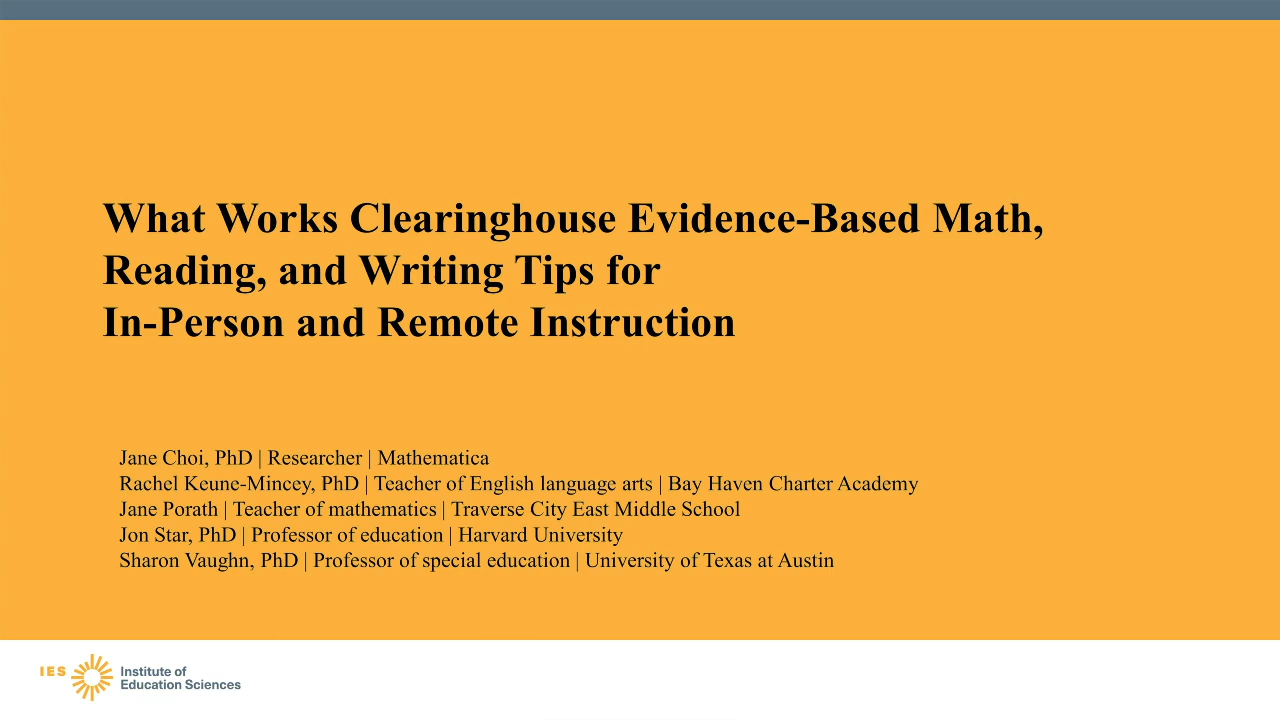 What Works Clearinghouse Evidence-Based Math,
Reading, and Writing Tips for
In-Person and Remote Instruction
Jane Choi, PhD | Researcher | Mathematica
Rachel Keune-Mincey, PhD | Teacher of English language arts | Bay Haven Charter Academy
Jane Porath | Teacher of mathematics | Traverse City East Middle School
Jon Star, PhD | Professor of education | Harvard University
Sharon Vaughn, PhD | Professor of special education | University of Texas at Austin
IES
Institute of
Education Sciences